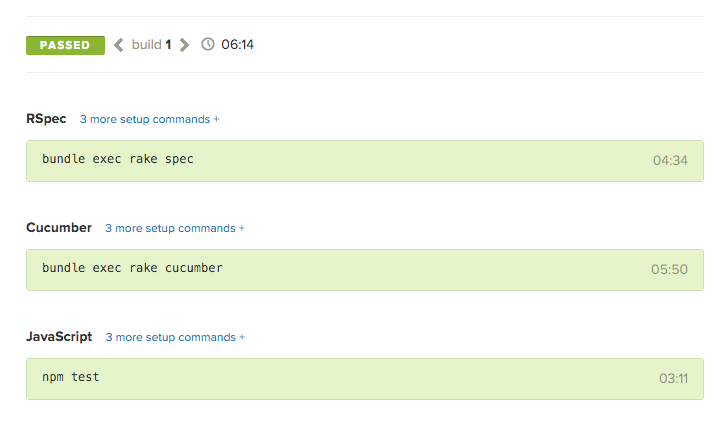 PASSED build 1 06:14
RSpec 3 more setup commands +
bundle exec rake spec 04:34
Cucumber 3 more setup commands +
bundle exec rake cucumber 05:50
JavaScript 3 more setup commands +
npm test 03:11